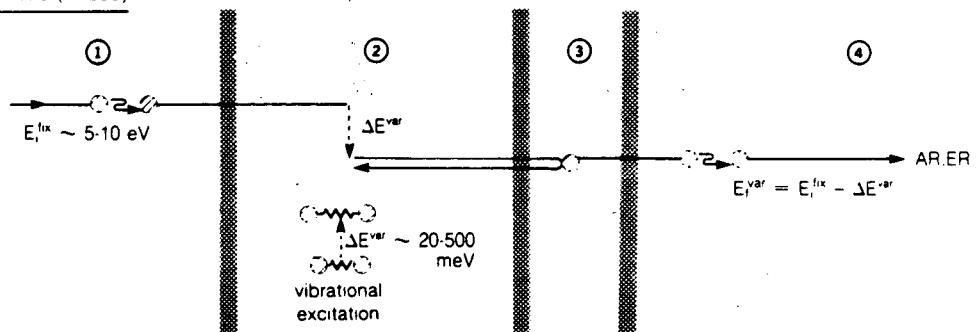 ① ② ③ ④
E_i^fix ~ 5-10 eV
ΔE^var
AR.ER
E_f^var = E_i^fix - ΔE^var
ΔE^var ~ 20-500
meV
vibrational
excitation